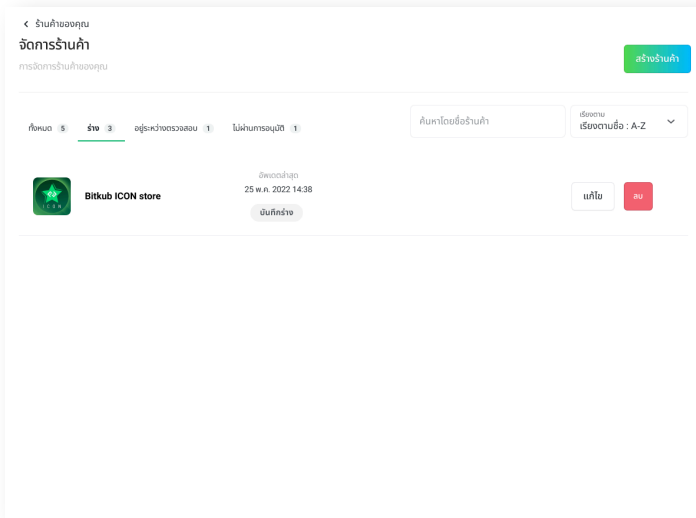 ร้านค้าของคุณ
จัดการร้านค้า
การจัดการร้านค้าของคุณ
สร้างร้านค้า
ทั้งหมด 5 ร่าง 3 อยู่ระหว่างตรวจสอบ 1 ไม่ผ่านการอนุมัติ 1
ค้นหาโดยชื่อร้านค้า
เรียงตาม
เรียงตามชื่อ : A-Z
ICON
Bitkub ICON store
อัพเดตล่าสุด
25 พ.ค. 2022 14:38
บันทึกร่าง
แก้ไข
ลบ